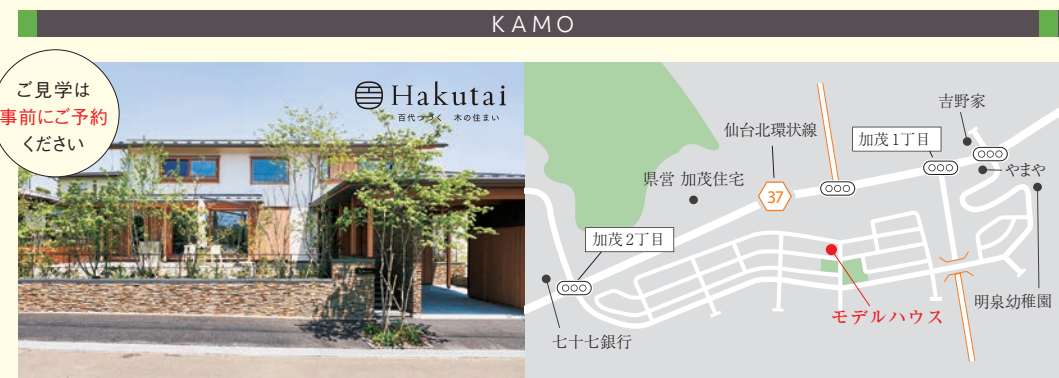 KAMO
ご見学は
事前にご予約
ください
Hakutai
百代つづく 木の住まい
吉野家
仙台北環状線
加茂1丁目
やまや
県営 加茂住宅
37
加茂2丁目
モデルハウス
明泉幼稚園
七十七銀行